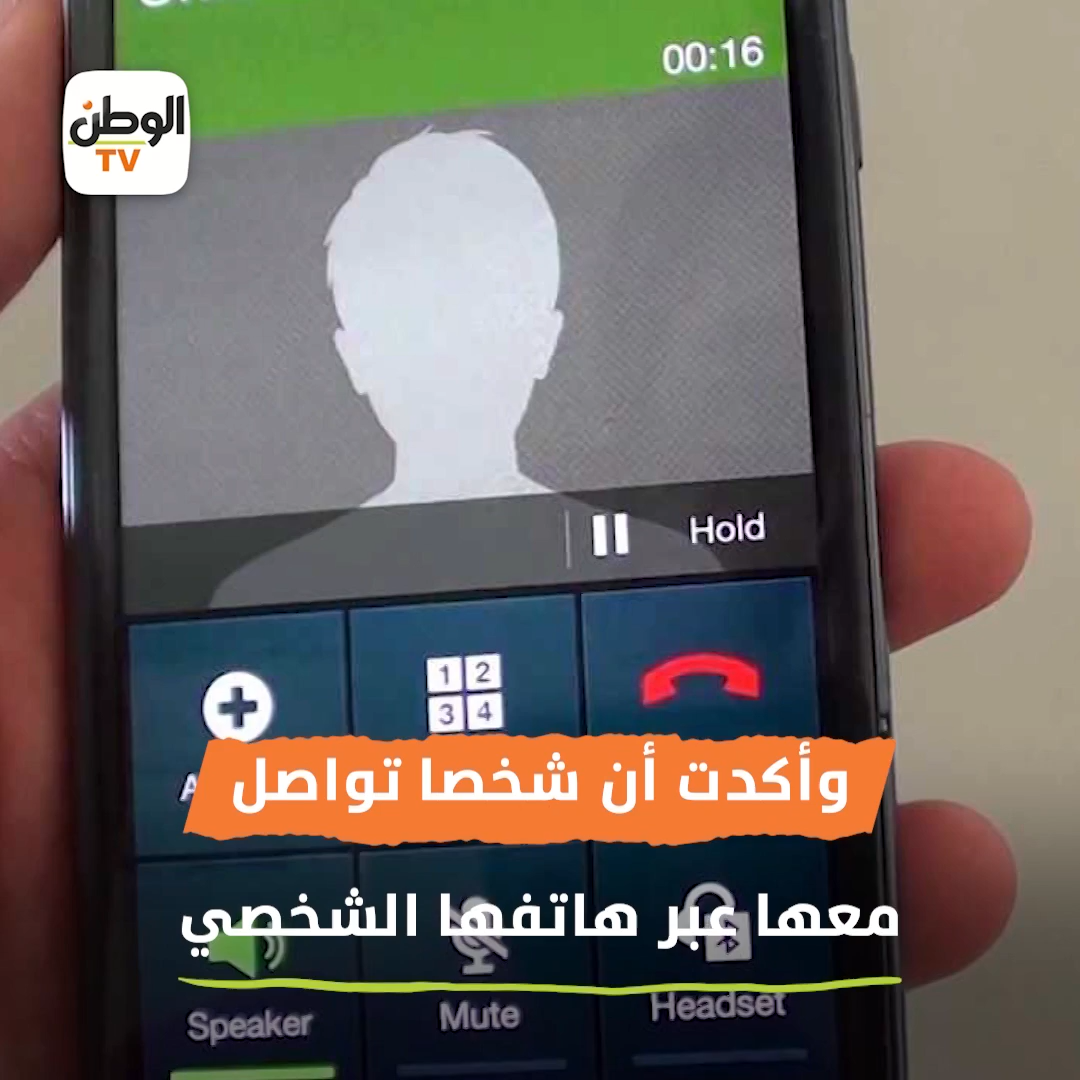 00:16
الوطن
TV
Hold
1 2
3 4
وأكدت أن شخصا تواصل
معها عبر هاتفها الشخصي
Speaker
Mute
Headset